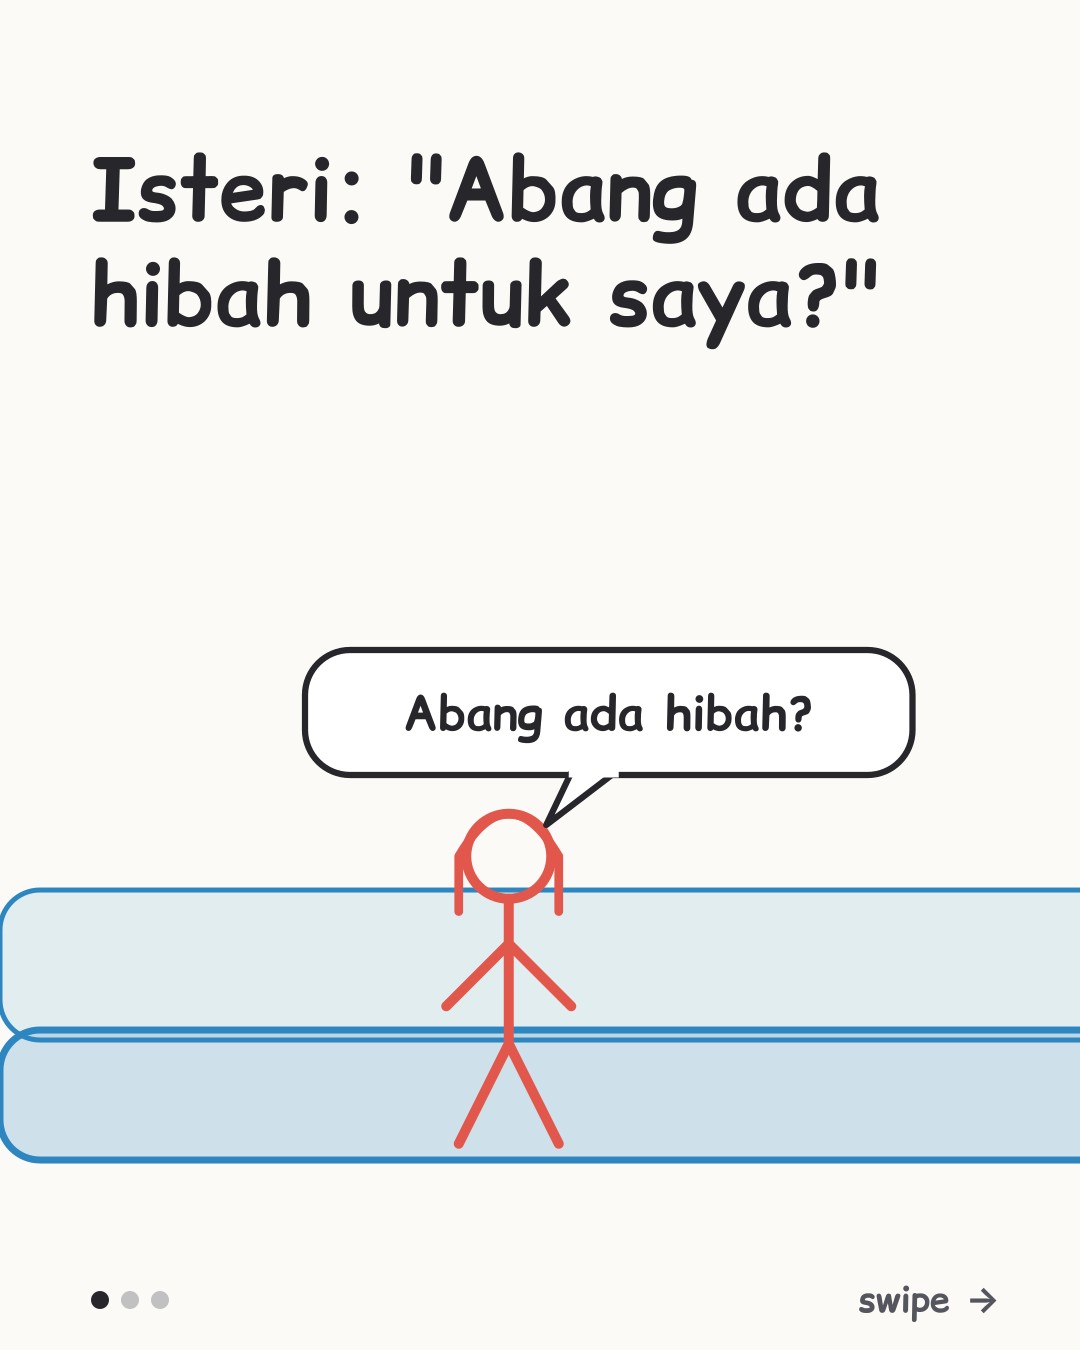 Isteri: "Abang ada
hibah untuk saya?"
Abang ada hibah?
swipe →